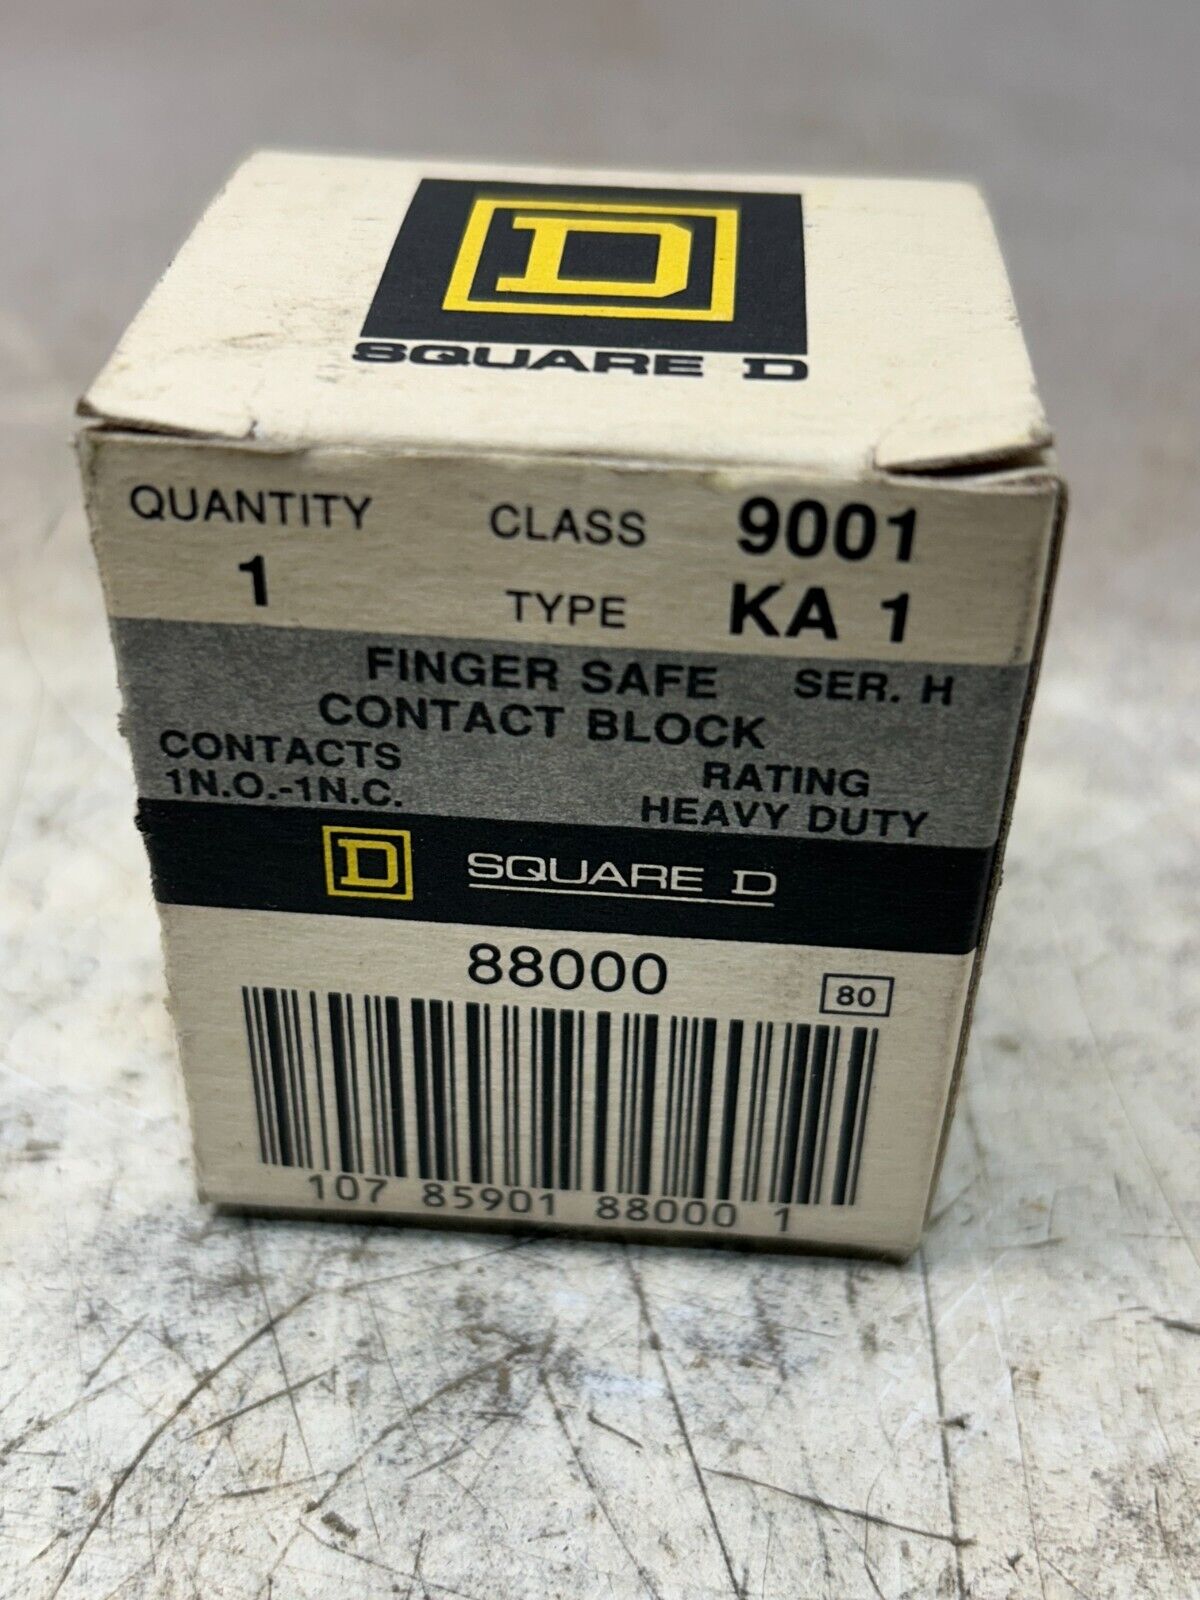 D
SQUARE D
QUANTITY CLASS 9001
1 TYPE KA 1
FINGER SAFE SER. H
CONTACT BLOCK
CONTACTS RATING
1N.O.-1N.C. HEAVY DUTY
D SQUARE D
88000
80
107 85901 88000 1